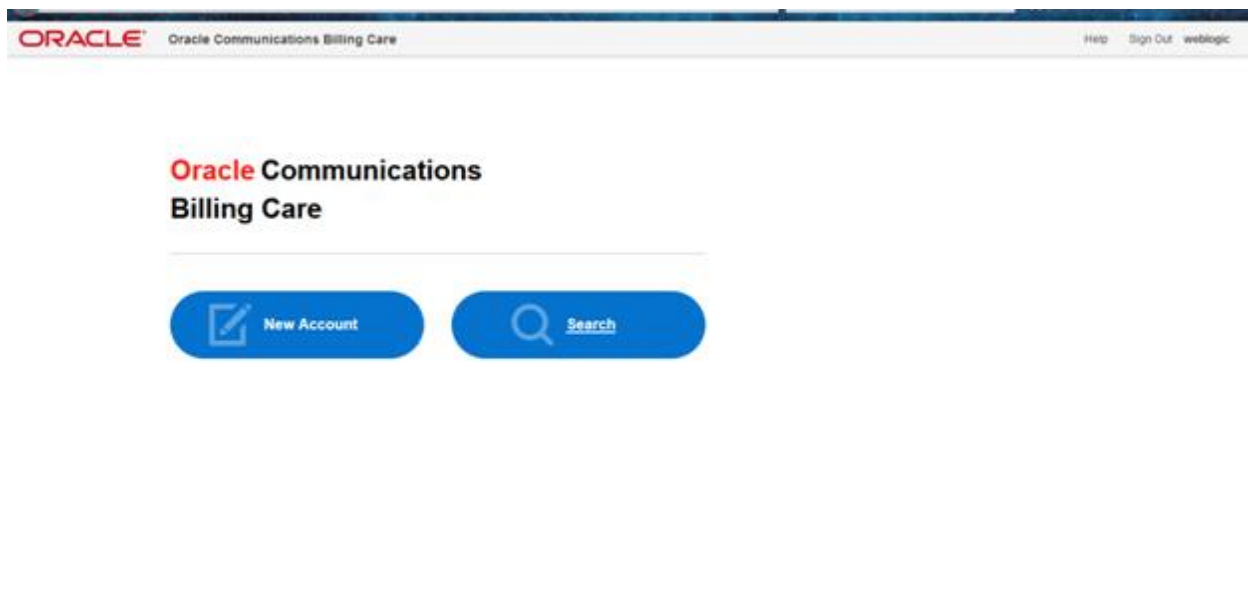 ORACLE Oracle Communications Billing Care Help Sign Out weblogic
Oracle Communications
Billing Care
New Account Search